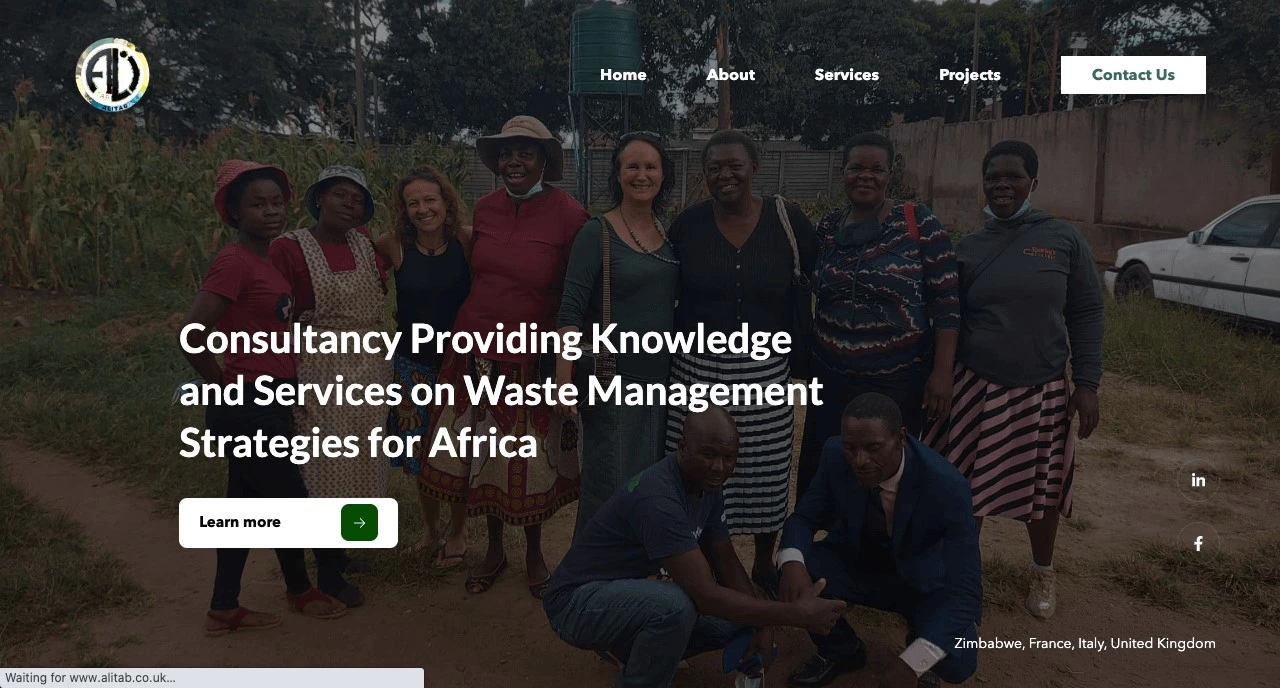 ALITAB
Home
About
Services
Projects
Contact Us
Consultancy Providing Knowledge
and Services on Waste Management
Strategies for Africa
Learn more
in
f
Zimbabwe, France, Italy, United Kingdom
Waiting for www.alitab.co.uk...